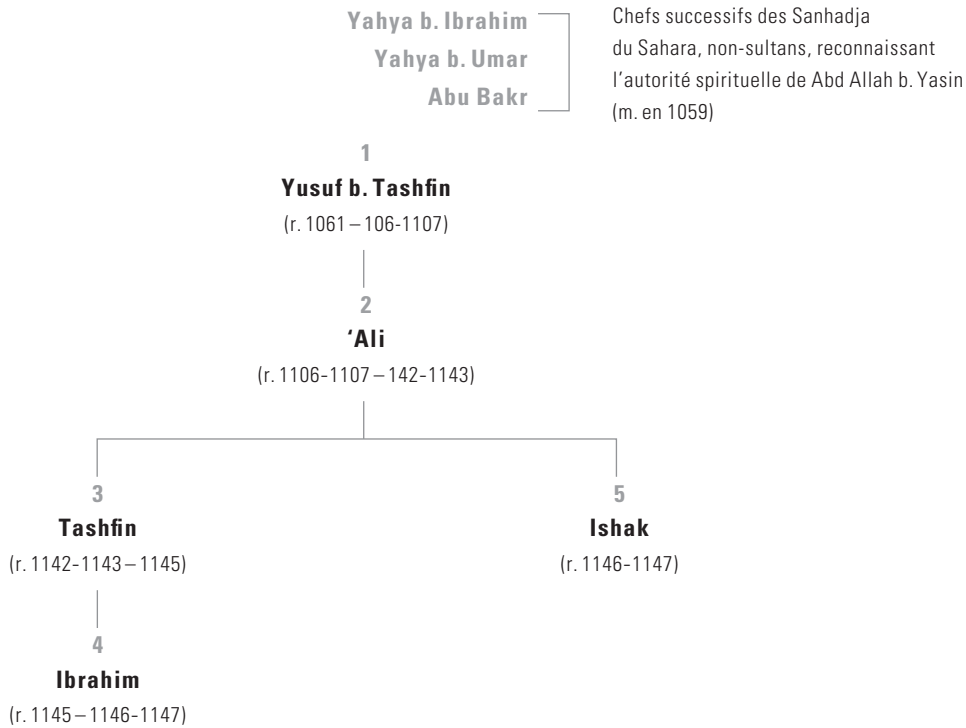 Yahya b. Ibrahim
Yahya b. Umar
Abu Bakr
Chefs successifs des Sanhadja
du Sahara, non-sultans, reconnaissant
l’autorité spirituelle de Abd Allah b. Yasin
(m. en 1059)
1
Yusuf b. Tashfin
(r. 1061 – 106-1107)
2
‘Ali
(r. 1106-1107 – 142-1143)
3
Tashfin
(r. 1142-1143 – 1145)
5
Ishak
(r. 1146-1147)
4
Ibrahim
(r. 1145 – 1146-1147)